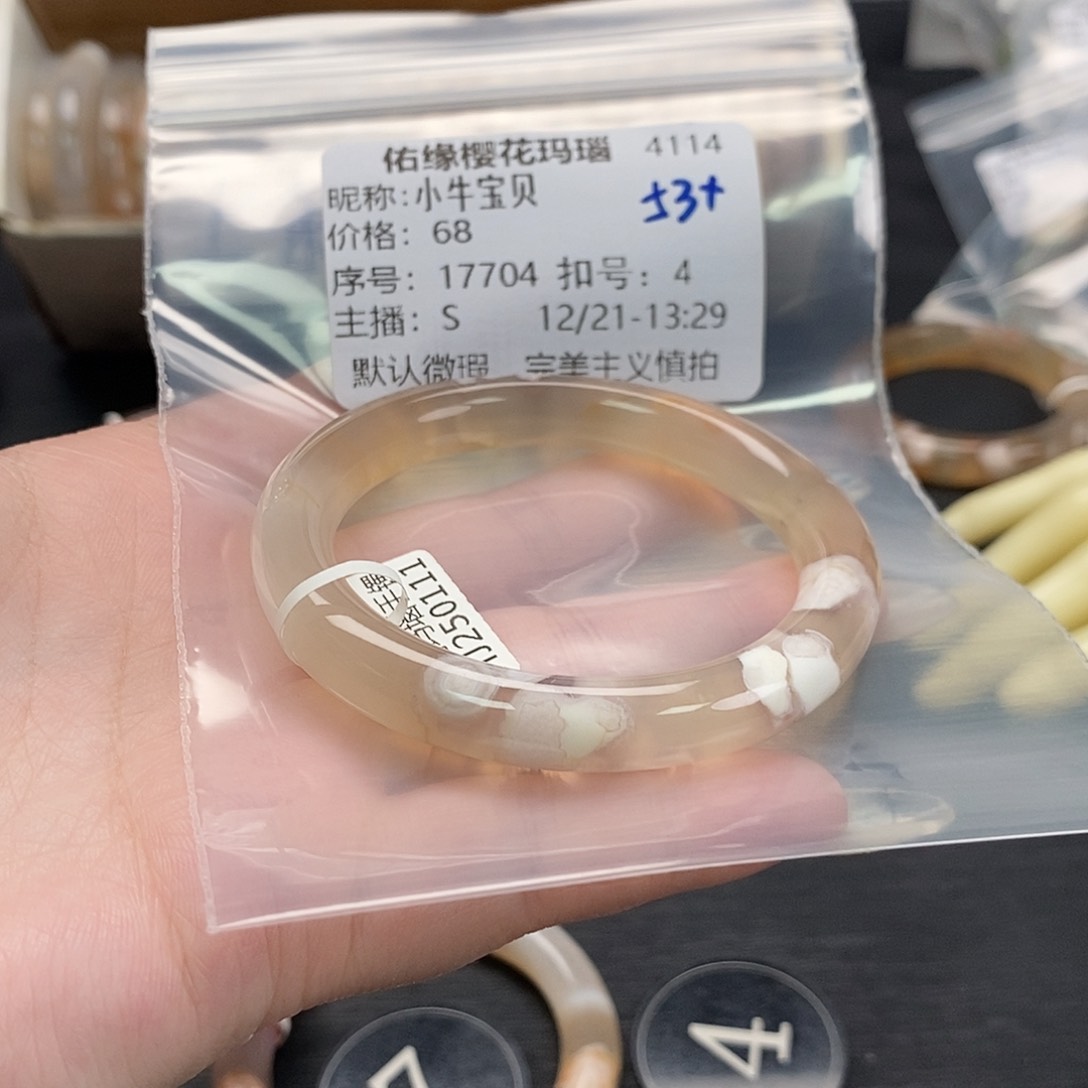 佑缘樱花玛瑙 4114
昵称:小牛宝贝
53+
价格: 68
序号: 17704 扣号: 4
主播: S 12/21-13:29
默认微瑕 完美主义慎拍
J250111
4